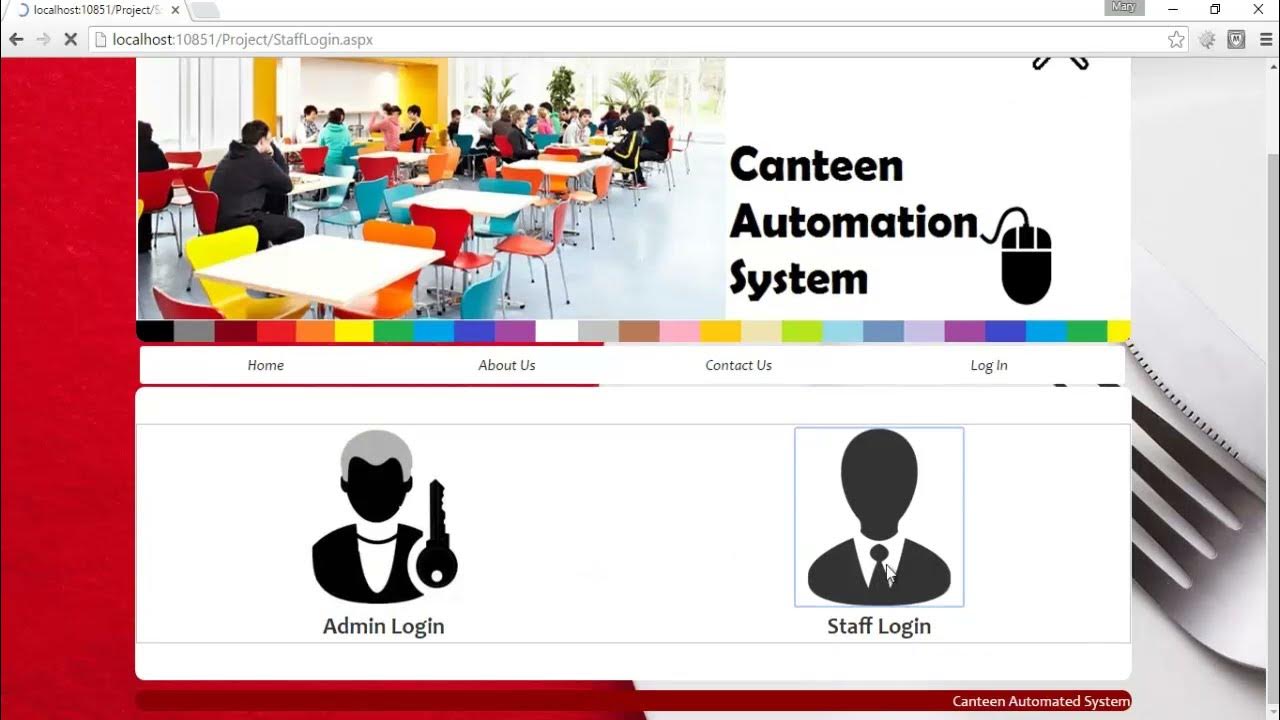 localhost:10851/Project/S
Mary
localhost:10851/Project/StaffLogin.aspx
Canteen
Automation
System
Home
About Us
Contact Us
Log In
Admin Login
Staff Login
Canteen Automated System